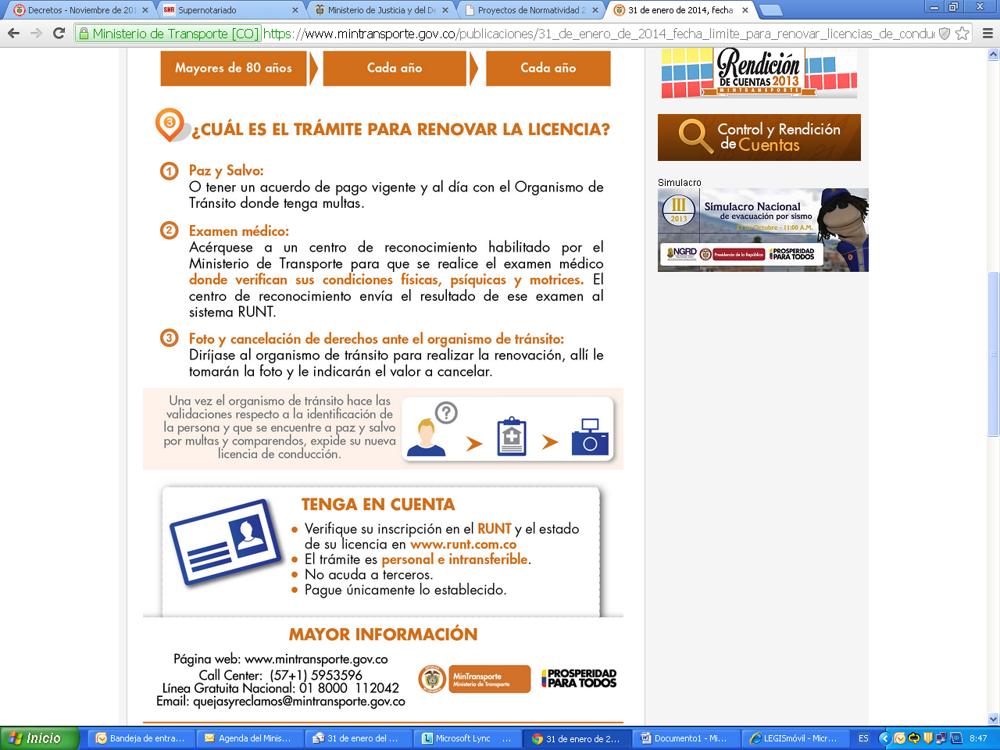 Decretos - Noviembre de 201
Supernotariado
Ministerio de Justicia y del De
Proyectos de Normatividad 2
31 de enero de 2014, fecha
Ministerio de Transporte [CO]
https://www.mintransporte.gov.co/publicaciones/31_de_enero_de_2014_fecha_limite_para_renovar_licencias_de_conduc
Mayores de 80 años
Cada año
Cada año
3
¿CUÁL ES EL TRÁMITE PARA RENOVAR LA LICENCIA?
1
Paz y Salvo:
O tener un acuerdo de pago vigente y al día con el Organismo de
Tránsito donde tenga multas.
2
Examen médico:
Acérquese a un centro de reconocimiento habilitado por el
Ministerio de Transporte para que se realice el examen médico
donde verifican sus condiciones físicas, psíquicas y motrices. El
centro de reconocimiento envía el resultado de ese examen al
sistema RUNT.
3
Foto y cancelación de derechos ante el organismo de tránsito:
Diríjase al organismo de tránsito para realizar la renovación, allí le
tomarán la foto y le indicarán el valor a cancelar.
Una vez el organismo de tránsito hace las
validaciones respecto a la identificación de
la persona y que se encuentre a paz y salvo
por multas y comparendos, expide su nueva
licencia de conducción.
?
TENGA EN CUENTA
• Verifique su inscripción en el RUNT y el estado
de su licencia en www.runt.com.co
• El trámite es personal e intransferible.
• No acuda a terceros.
• Pague únicamente lo establecido.
MAYOR INFORMACIÓN
Página web: www.mintransporte.gov.co
Call Center: (57+1) 5953596
Línea Gratuita Nacional: 01 8000 112042
Email: quejasyreclamos@mintransporte.gov.co
MinTransporte
Ministerio de Transporte
PROSPERIDAD
PARA TODOS
Rendición
DE CUENTAS 2013
MINTRANSPORTE
Control y Rendición
de Cuentas
Simulacro
III
2013
Simulacro Nacional
de evacuación por sismo
de Octubre - 11:00 A.M.
NGRD
Presidencia de la República
PROSPERIDAD
PARA TODOS
Inicio
Bandeja de entra...
Agenda del Minis...
31 de enero del ...
Microsoft Lync ...
31 de enero de 2...
Documento1 - Mi...
LEGISmóvil - Micr...
ES
8:47